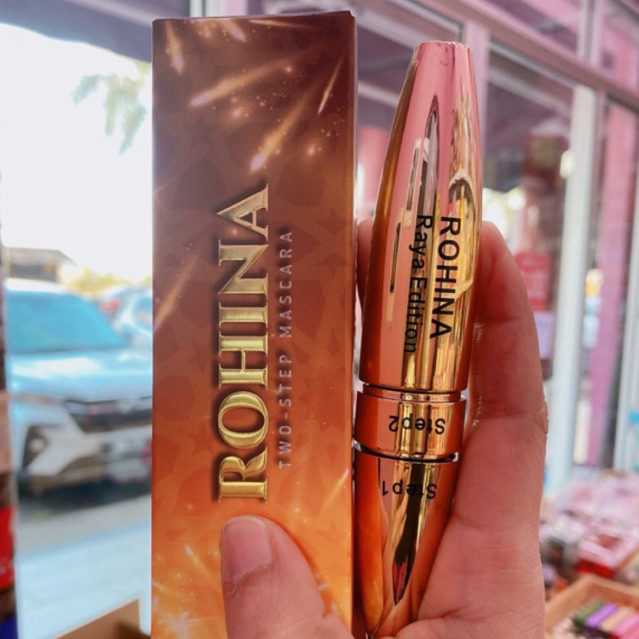 ROHINA
TWO-STEP MASCARA
ROHINA
Raya Edition
Step2
Step1